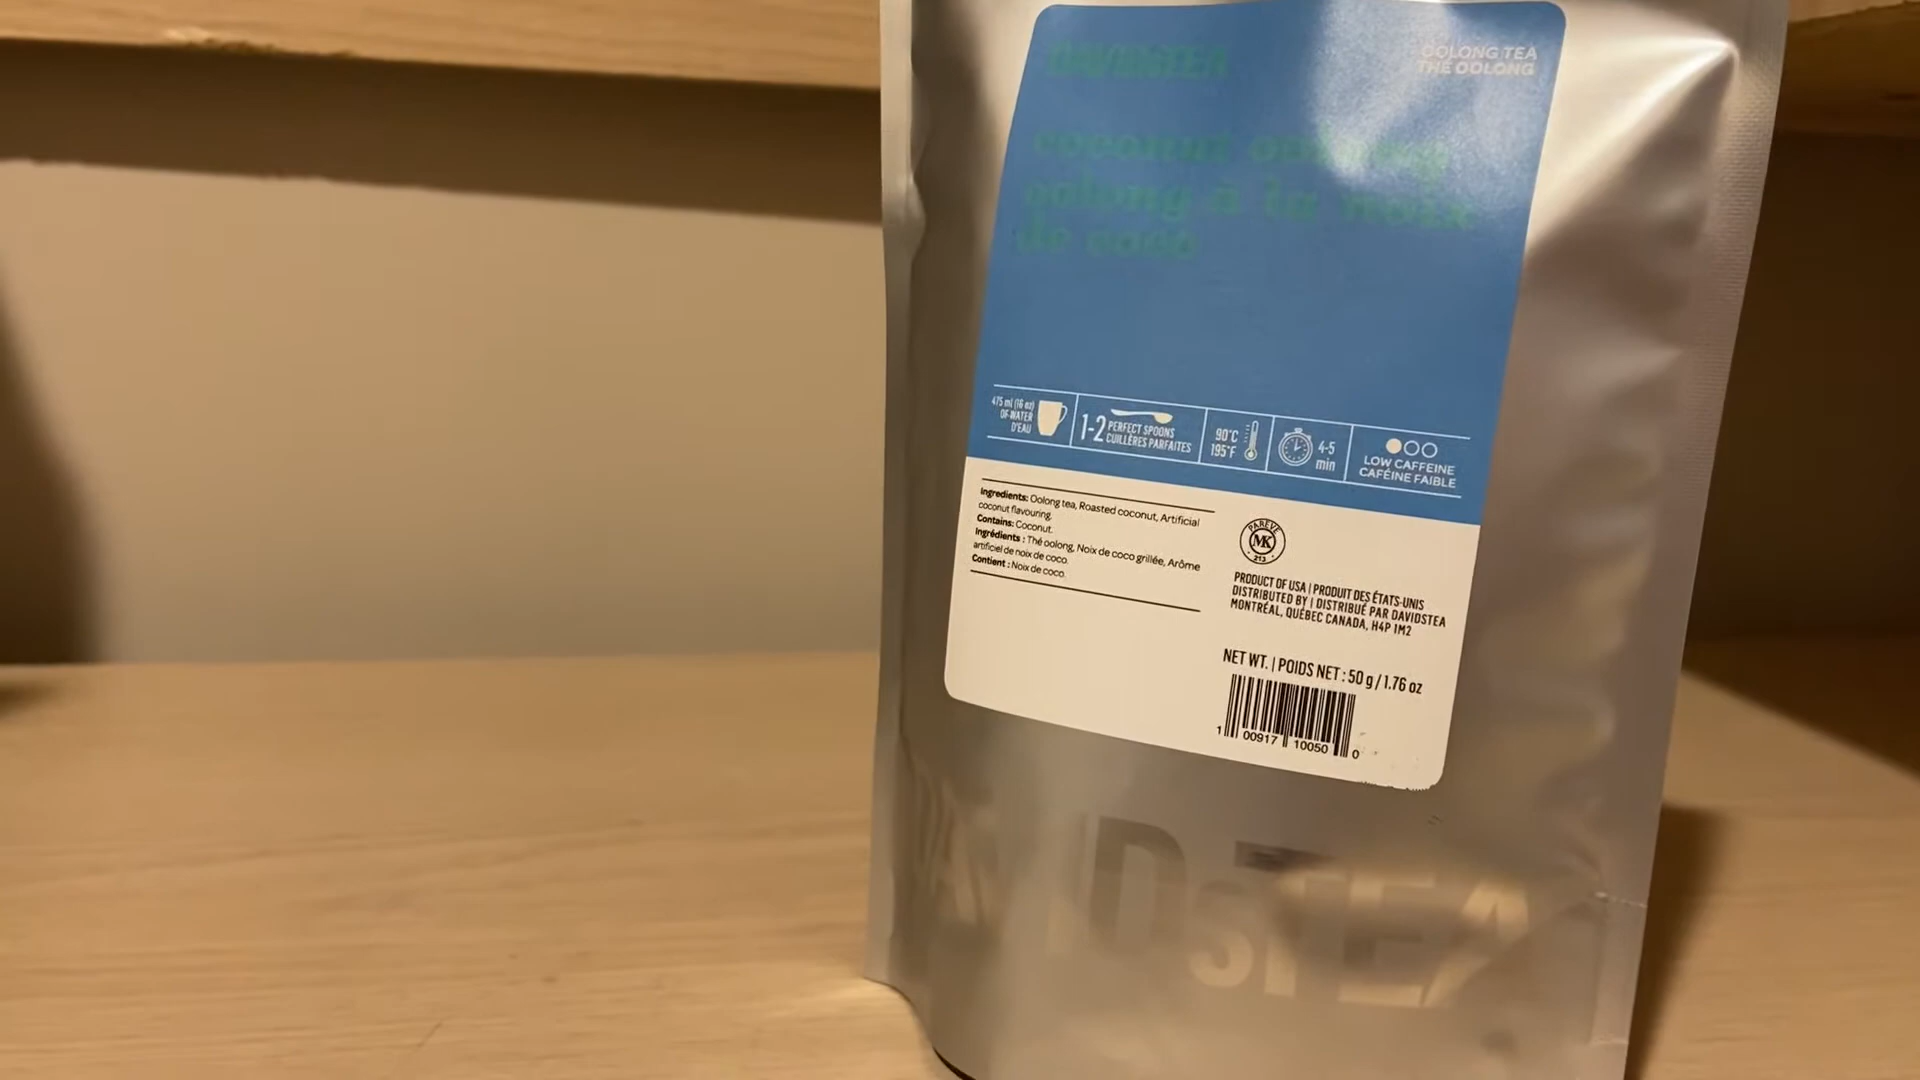 DAVIDSTEA
OOLONG TEA
THÉ OOLONG
coconut oolong
oolong à la noix
de coco
475 ml (16 oz)
OF WATER
D'EAU
1-2 PERFECT SPOONS
CUILLÈRES PARFAITES
90°C
195°F
4-5
min
LOW CAFFEINE
CAFÉINE FAIBLE
Ingredients: Oolong tea, Roasted coconut, Artificial
coconut flavouring.
Contains: Coconut.
Ingrédients : Thé oolong, Noix de coco grillée, Arôme
artificiel de noix de coco.
Contient : Noix de coco.
PAREVE
MK
213
PRODUCT OF USA | PRODUIT DES ÉTATS-UNIS
DISTRIBUTED BY | DISTRIBUÉ PAR DAVIDSTEA
MONTRÉAL, QUÉBEC CANADA, H4P 1M2
NET WT. | POIDS NET : 50 g / 1.76 oz
1 00917 10050 0
DAVIDsTEA